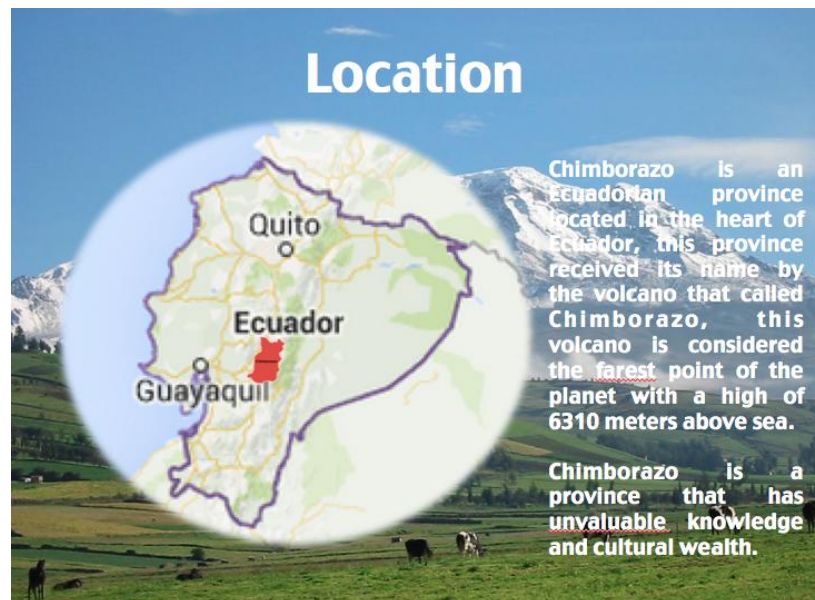 Location
Quito
Ecuador
Guayaquil
Chimborazo is an
Ecuadorian province
located in the heart of
Ecuador, this province
received its name by
the volcano that called
Chimborazo, this
volcano is considered
the farest point of the
planet with a high of
6310 meters above sea.
Chimborazo is a
province that has
unvaluable knowledge
and cultural wealth.